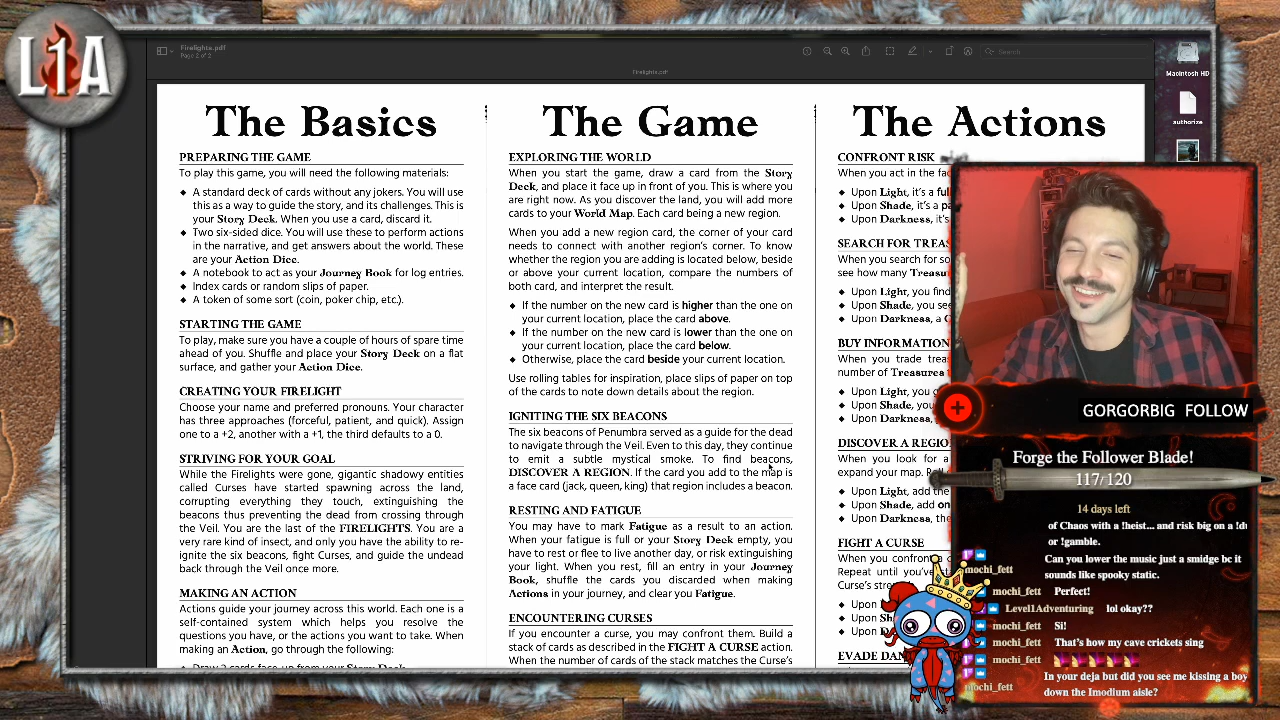 L1A
Firelights.pdf
Page 2 of 2
Search
Firelights.pdf
Macintosh HD
authorize
The Basics
PREPARING THE GAME
To play this game, you will need the following materials:
◆ A standard deck of cards without any jokers. You will use
this as a way to guide the story, and its challenges. This is
your Story Deck. When you use a card, discard it.
◆ Two six-sided dice. You will use these to perform actions
in the narrative, and get answers about the world. These
are your Action Dice.
◆ A notebook to act as your Journey Book for log entries.
◆ Index cards or random slips of paper.
◆ A token of some sort (coin, poker chip, etc.).
STARTING THE GAME
To play, make sure you have a couple of hours of spare time
ahead of you. Shuffle and place your Story Deck on a flat
surface, and gather your Action Dice.
CREATING YOUR FIRELIGHT
Choose your name and preferred pronouns. Your character
has three approaches (forceful, patient, and quick). Assign
one to a +2, another with a +1, the third defaults to a 0.
STRIVING FOR YOUR GOAL
While the Firelights were gone, gigantic shadowy entities
called Curses have started spawning across the land,
corrupting everything they touch, extinguishing the
beacons thus preventing the dead from crossing through
the Veil. You are the last of the FIRELIGHTS. You are a
very rare kind of insect, and only you have the ability to re-
ignite the six beacons, fight Curses, and guide the undead
back through the Veil once more.
MAKING AN ACTION
Actions guide your journey across this world. Each one is a
self-contained system which helps you resolve the
questions you have, or the actions you want to take. When
making an Action, go through the following:
◆ Draw 2 cards face up from your Story Deck.
The Game
EXPLORING THE WORLD
When you start the game, draw a card from the Story
Deck, and place it face up in front of you. This is where you
are right now. As you discover the land, you will add more
cards to your World Map. Each card being a new region.
When you add a new region card, the corner of your card
needs to connect with another region's corner. To know
whether the region you are adding is located below, beside
or above your current location, compare the numbers of
both card, and interpret the result.
◆ If the number on the new card is higher than the one on
your current location, place the card above.
◆ If the number on the new card is lower than the one on
your current location, place the card below.
◆ Otherwise, place the card beside your current location.
Use rolling tables for inspiration, place slips of paper on top
of the cards to note down details about the region.
IGNITING THE SIX BEACONS
The six beacons of Penumbra served as a guide for the dead
to navigate through the Veil. Even to this day, they continue
to emit a subtle mystical smoke. To find beacons,
DISCOVER A REGION. If the card you add to the map is
a face card (jack, queen, king) that region includes a beacon.
RESTING AND FATIGUE
You may have to mark Fatigue as a result to an action.
When your fatigue is full or your Story Deck empty, you
have to rest or flee to live another day, or risk extinguishing
your light. When you rest, fill an entry in your Journey
Book, shuffle the cards you discarded when making
Actions in your journey, and clear you Fatigue.
ENCOUNTERING CURSES
If you encounter a curse, you may confront them. Build a
stack of cards as described in the FIGHT A CURSE action.
When the number of cards of the stack matches the Curse's
The Actions
CONFRONT RISK
When you act in the fa
◆ Upon Light, it's a ful
◆ Upon Shade, it's a pa
◆ Upon Darkness, it's
SEARCH FOR TREAS
When you search for so
see how many Treasu
◆ Upon Light, you find
◆ Upon Shade, you see
◆ Upon Darkness, a C
BUY INFORMATION
When you trade treas
number of Treasures
◆ Upon Light, you g
◆ Upon Shade, you
◆ Upon Darkness,
DISCOVER A REGIO
When you look for a
expand your map. Roll
◆ Upon Light, add the
◆ Upon Shade, add on
◆ Upon Darkness, the
FIGHT A CURSE
When you confront
Repeat until you've
Curse's stre
◆ Upon
◆ Upon Sh
◆ Upon D
EVADE DAN
GORGORBIG FOLLOW
Forge the Follower Blade!
117/120
14 days left
of Chaos with a !heist... and risk big on a !du
or !gamble.
mochi_fett Can you lower the music just a smidge bc it
sounds like spooky static.
mochi_fett Perfect!
Level1Adventuring lol okay??
mochi_fett Si!
mochi_fett That's how my cave crickets sing
mochi_fett
mochi_fett In your deja but did you see me kissing a boy
down the Imodium aisle?